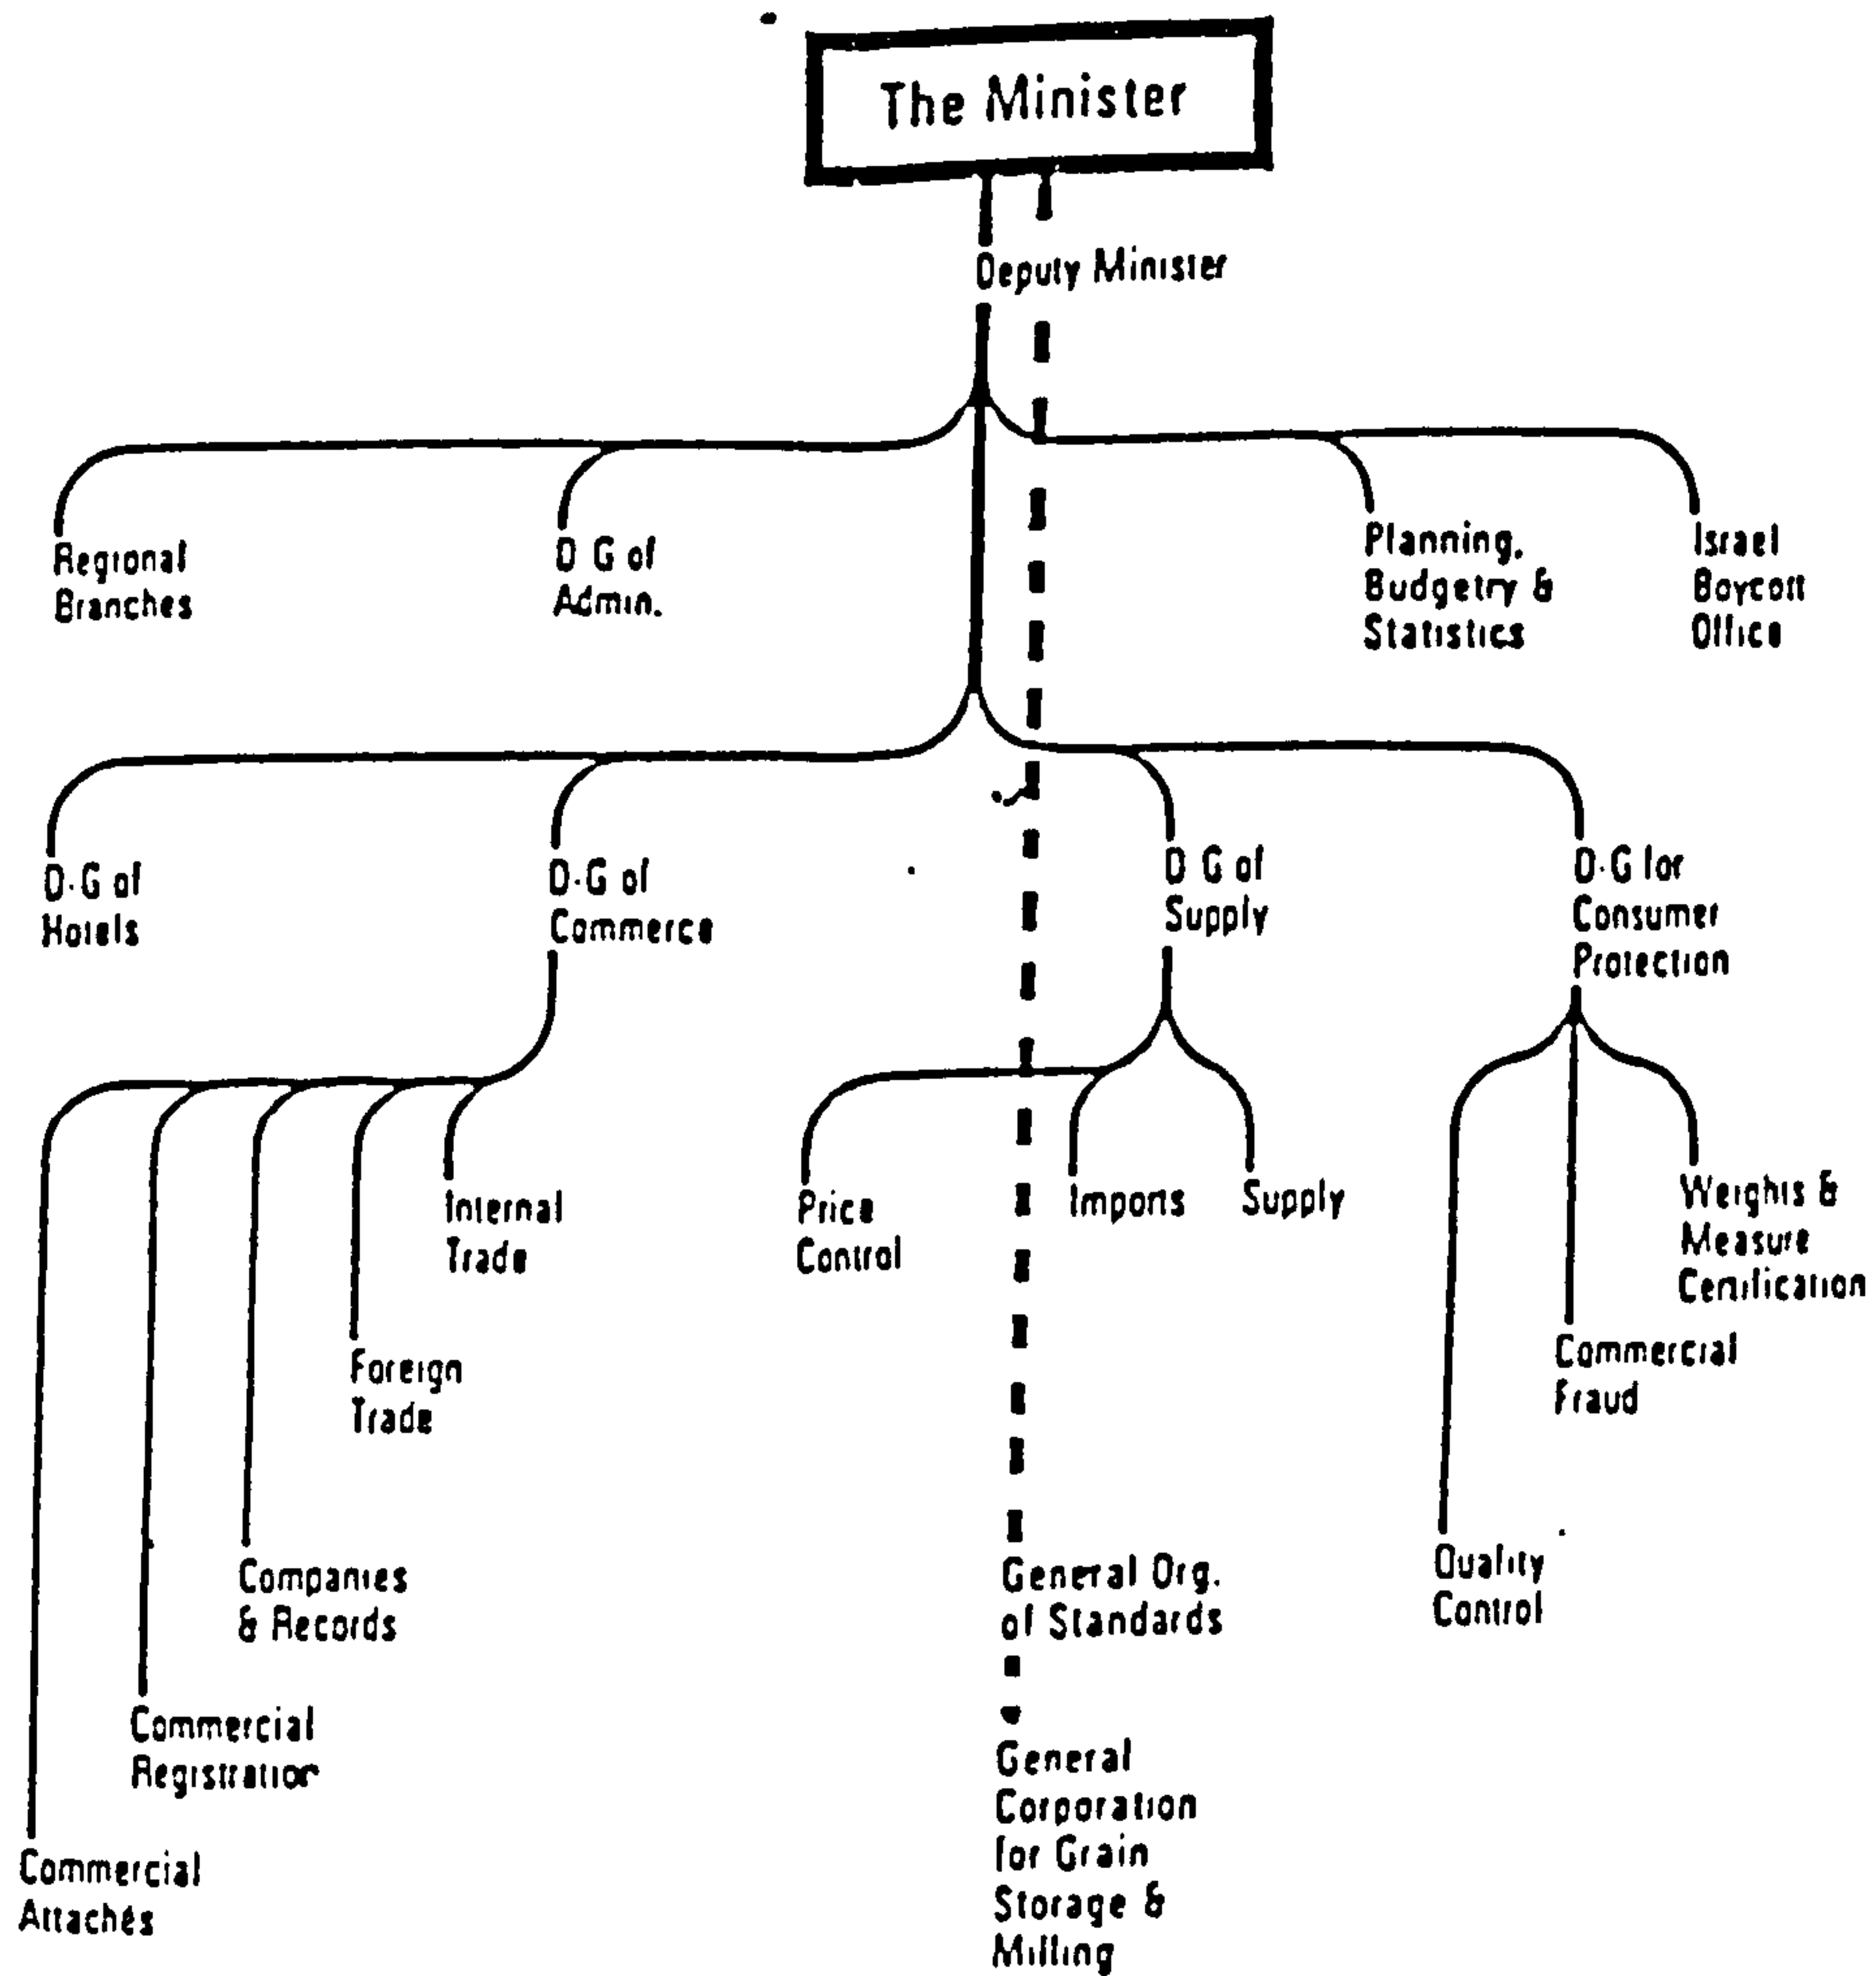 The Minister
Deputy Minister
Regional
Branches
D G of
Admin.
Planning,
Budgetry &
Statistics
Israel
Boycott
Office
D-G of
Hotels
D-G of
Commerce
D G of
Supply
D-G for
Consumer
Protection
Internal
Trade
Price
Control
Imports
Supply
Weights &
Measure
Certification
Foreign
Trade
Commercial
Fraud
Companies
& Records
General Org.
of Standards
Quality
Control
Commercial
Registration
General
Corporation
for Grain
Storage &
Milling
Commercial
Attachés